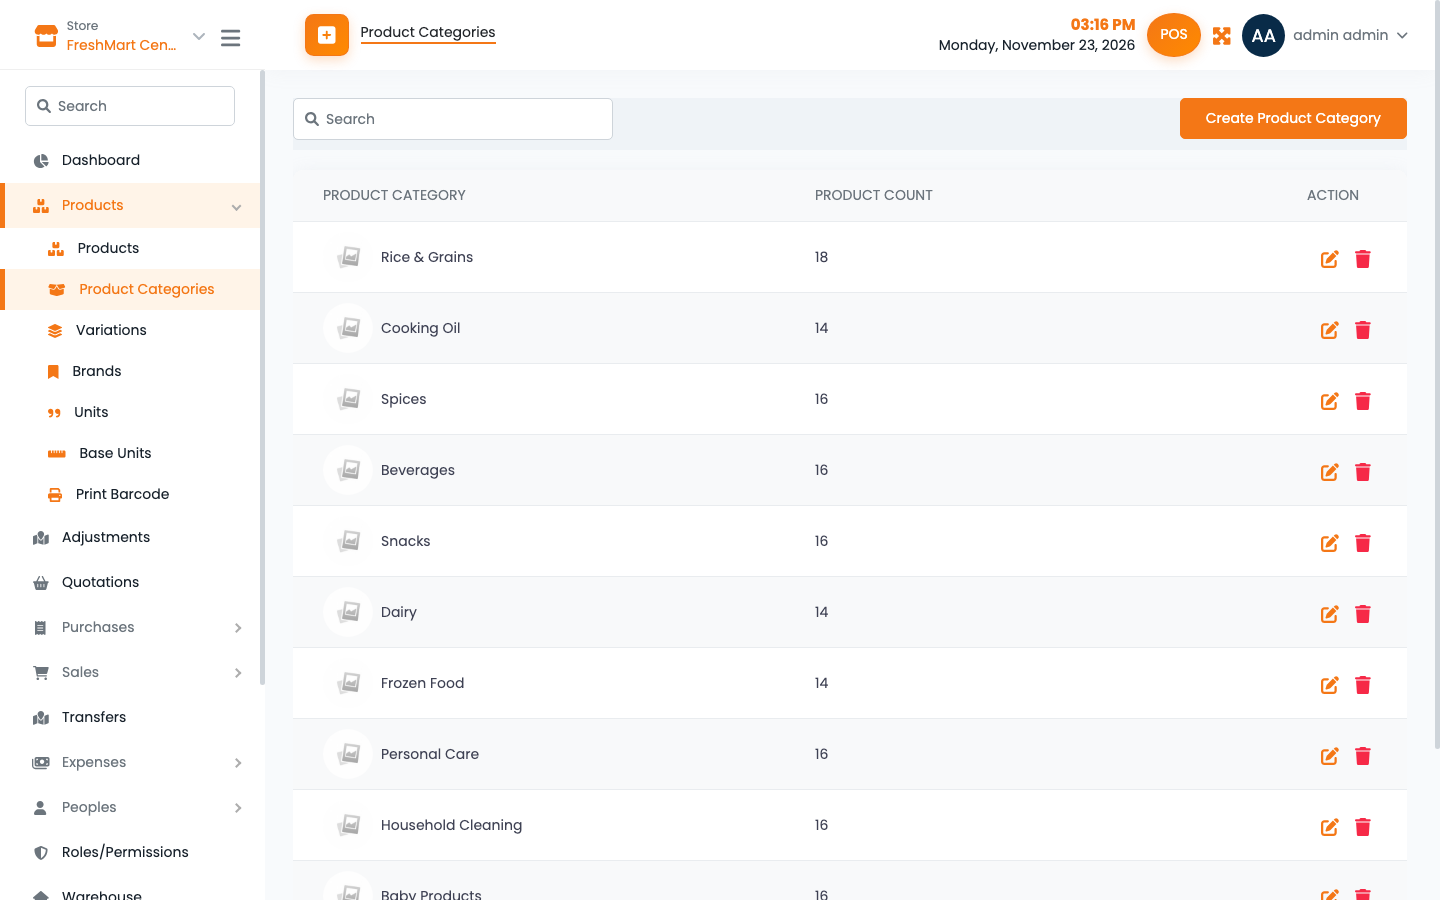 Store
FreshMart Cen...
Product Categories
03:16 PM
Monday, November 23, 2026
POS
AA
admin admin
Search
Dashboard
Products
Products
Product Categories
Variations
Brands
Units
Base Units
Print Barcode
Adjustments
Quotations
Purchases
Sales
Transfers
Expenses
Peoples
Roles/Permissions
Warehouse
Search
Create Product Category
PRODUCT CATEGORY PRODUCT COUNT ACTION
Rice & Grains 18
Cooking Oil 14
Spices 16
Beverages 16
Snacks 16
Dairy 14
Frozen Food 14
Personal Care 16
Household Cleaning 16
Baby Products 16